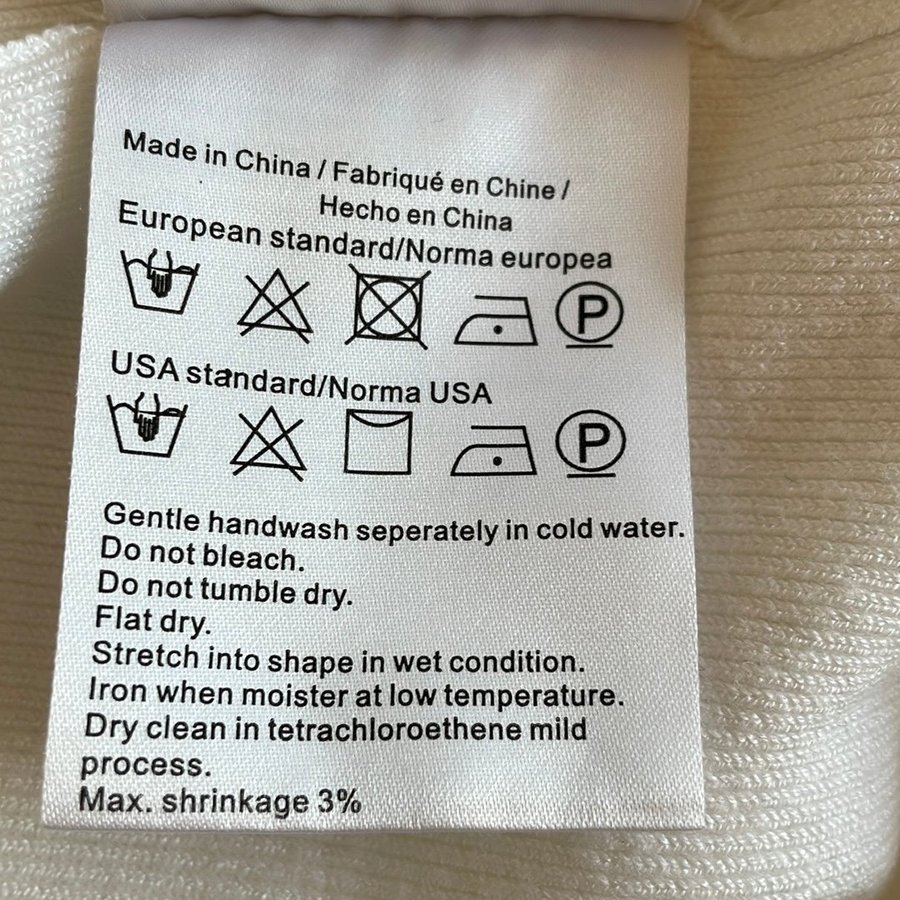 Made in China / Fabriqué en Chine /
Hecho en China
European standard/Norma europea
P
USA standard/Norma USA
P
Gentle handwash seperately in cold water.
Do not bleach.
Do not tumble dry.
Flat dry.
Stretch into shape in wet condition.
Iron when moister at low temperature.
Dry clean in tetrachloroethene mild
process.
Max. shrinkage 3%